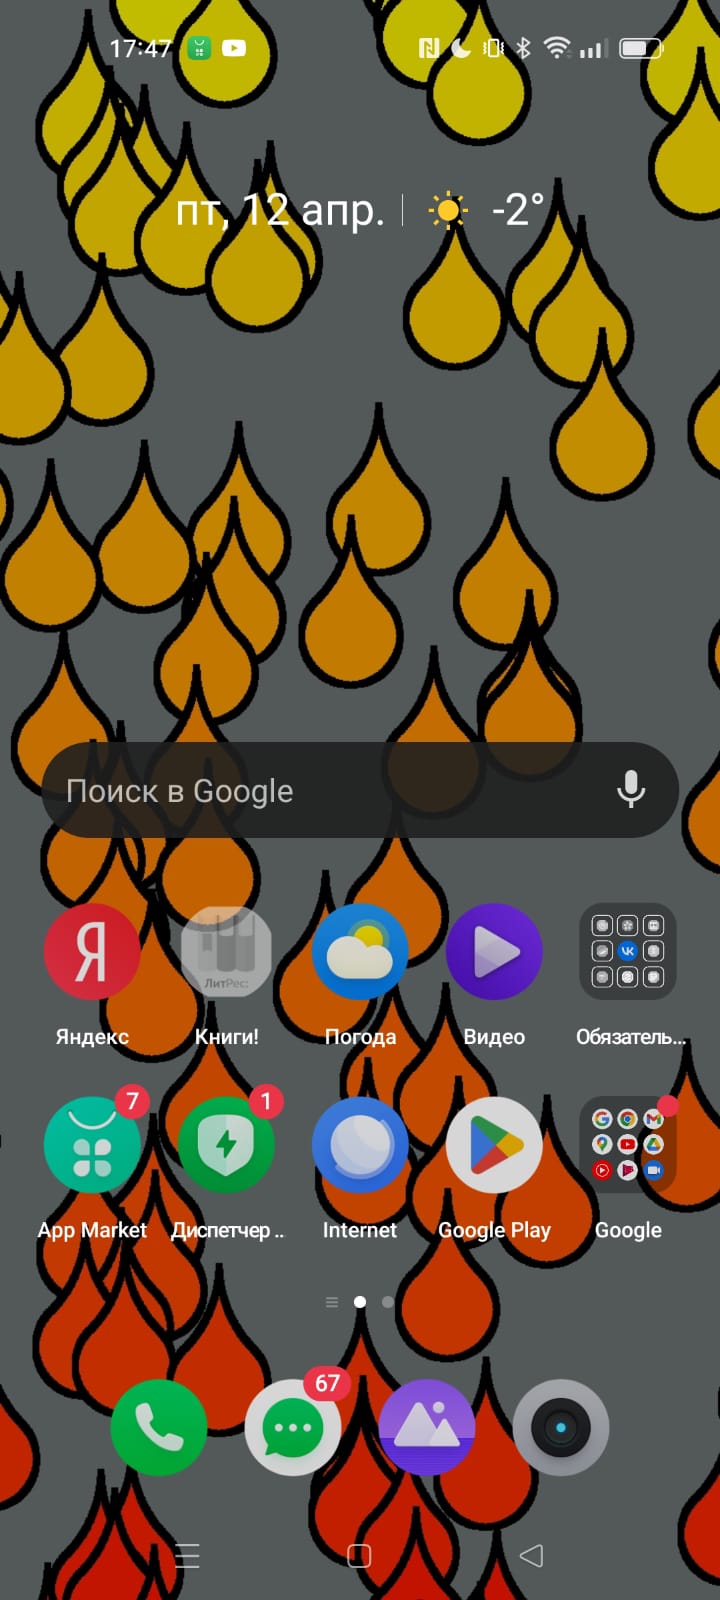 17:47
пт, 12 апр. -2°
Поиск в Google
Я
ЛитРес:
Яндекс Книги! Погода Видео Обязатель...
VK
7 1
App Market Диспетчер .. Internet Google Play Google
67